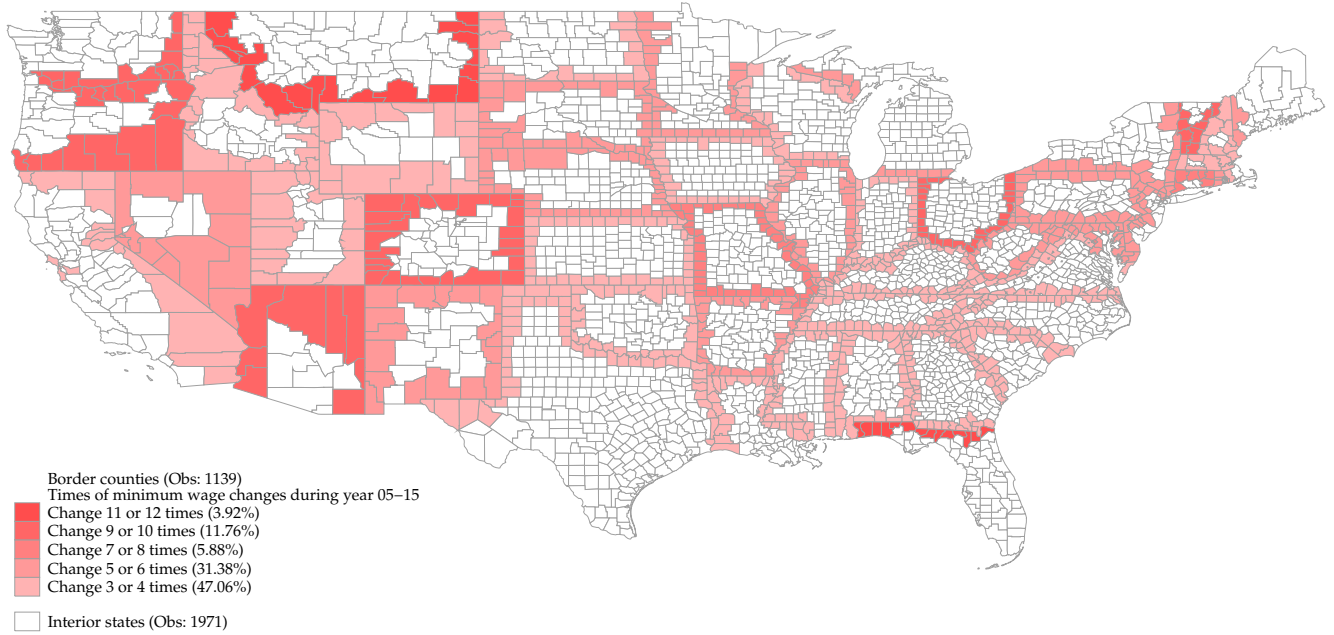 Border counties (Obs: 1139)
Times of minimum wage changes during year 05−15
Change 11 or 12 times (3.92%)
Change 9 or 10 times (11.76%)
Change 7 or 8 times (5.88%)
Change 5 or 6 times (31.38%)
Change 3 or 4 times (47.06%)
Interior states (Obs: 1971)